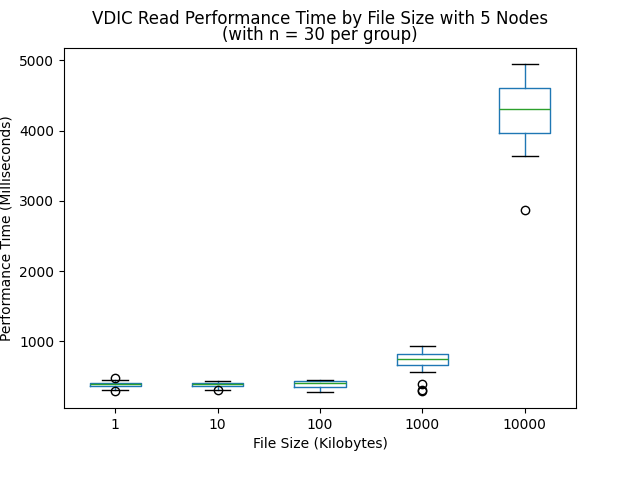 VDIC Read Performance Time by File Size with 5 Nodes
(with n = 30 per group)
Performance Time (Milliseconds)
5000
4000
3000
2000
1000
1
10
100
1000
10000
File Size (Kilobytes)